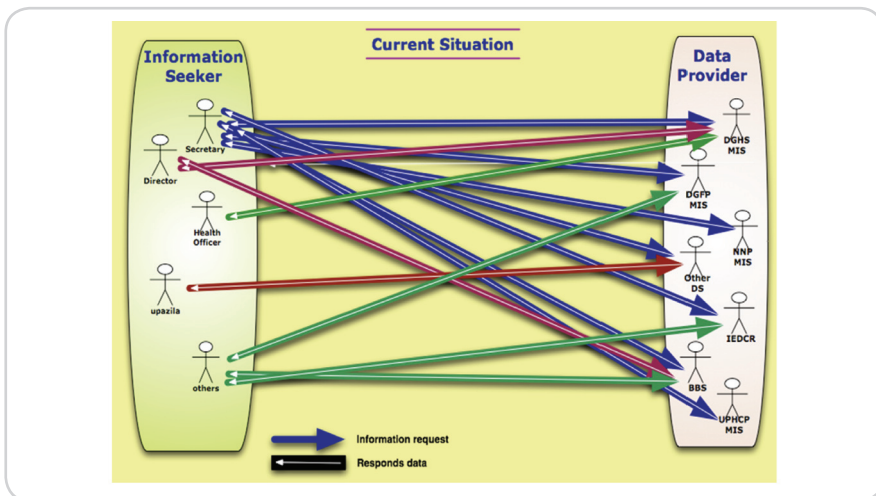 Current Situation
Information
Seeker
Secretary
Director
Health
Officer
upazila
others
Data
Provider
DGHS
MIS
DGFP
MIS
NNP
MIS
Other
DS
IEDCR
BBS
UPHCP
MIS
Information request
Responds data